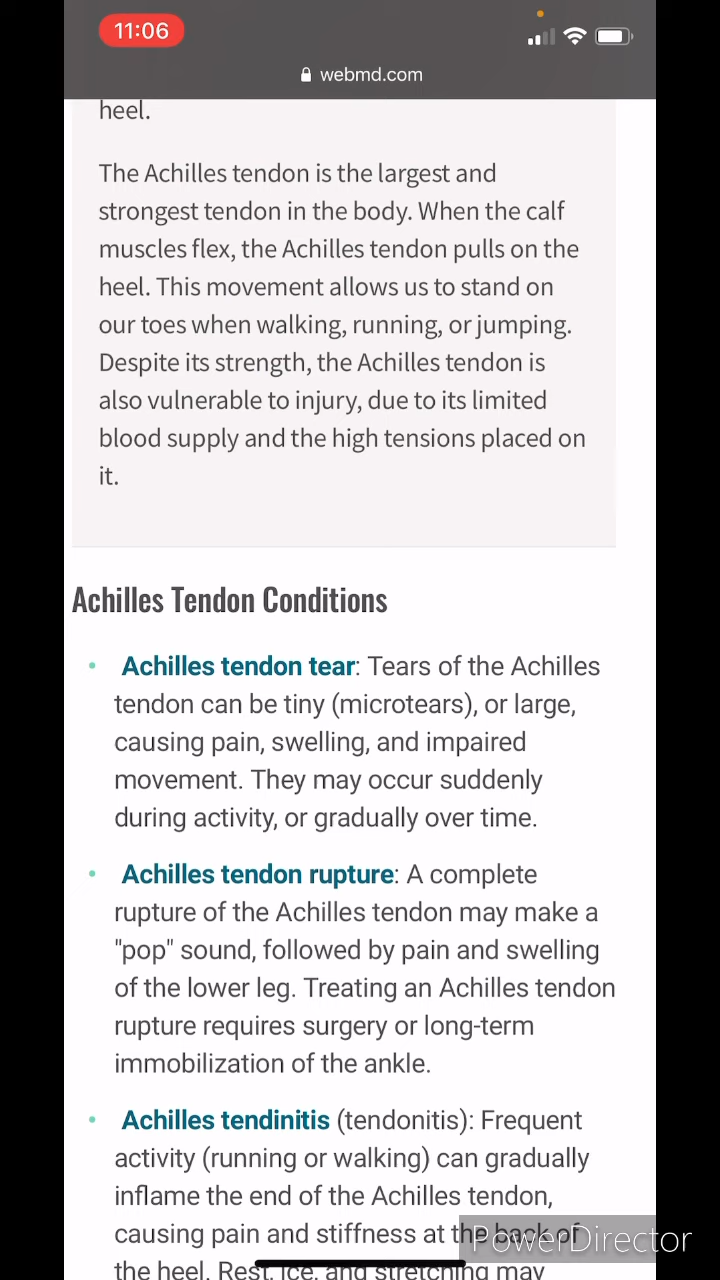 11:06
webmd.com
heel.
The Achilles tendon is the largest and
strongest tendon in the body. When the calf
muscles flex, the Achilles tendon pulls on the
heel. This movement allows us to stand on
our toes when walking, running, or jumping.
Despite its strength, the Achilles tendon is
also vulnerable to injury, due to its limited
blood supply and the high tensions placed on
it.
Achilles Tendon Conditions
• Achilles tendon tear: Tears of the Achilles
tendon can be tiny (microtears), or large,
causing pain, swelling, and impaired
movement. They may occur suddenly
during activity, or gradually over time.
• Achilles tendon rupture: A complete
rupture of the Achilles tendon may make a
"pop" sound, followed by pain and swelling
of the lower leg. Treating an Achilles tendon
rupture requires surgery or long-term
immobilization of the ankle.
• Achilles tendinitis (tendonitis): Frequent
activity (running or walking) can gradually
inflame the end of the Achilles tendon,
causing pain and stiffness at the back of
the heel. Rest, ice, and stretching may
PowerDirector